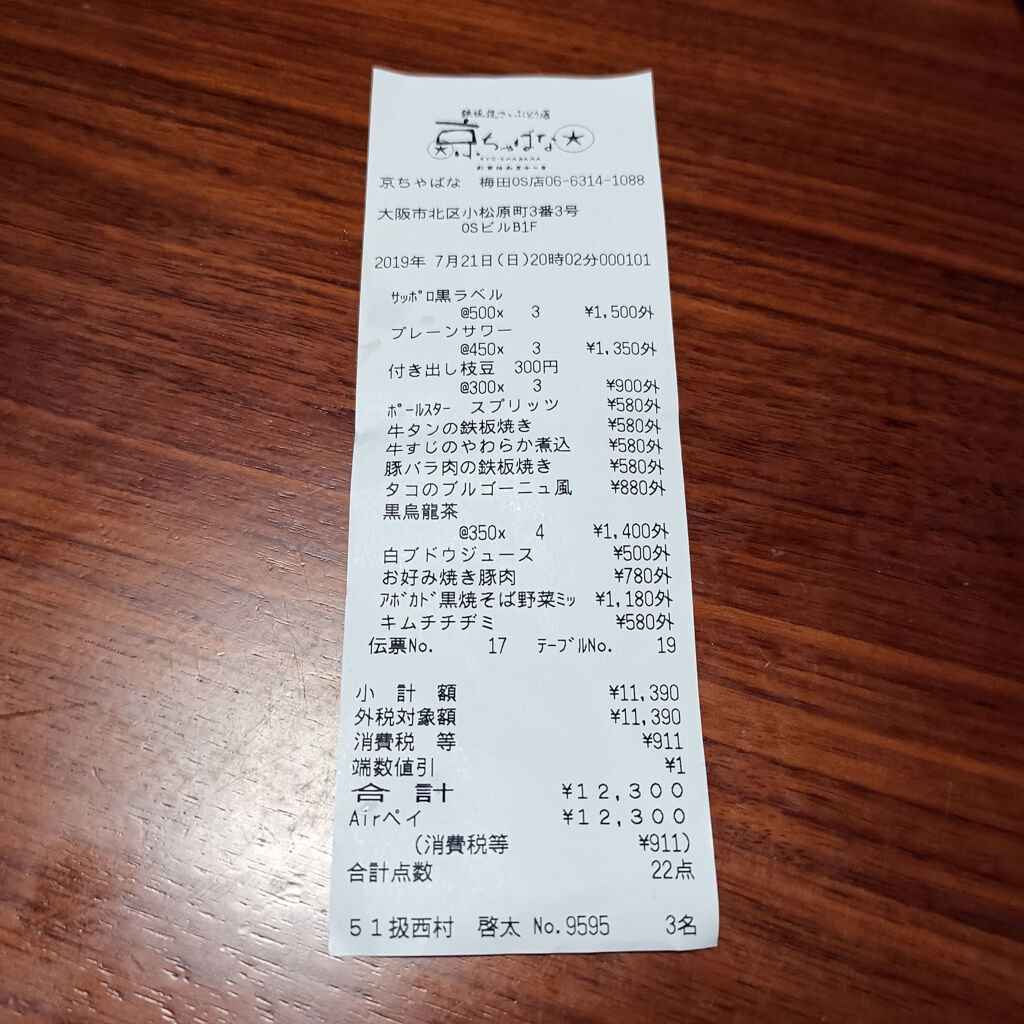 京ちゃばな
KYO-CHABANA
京ちゃばな 梅田OS店06-6314-1088
大阪市北区小松原町3番3号
OSビルB1F
2019年 7月21日(日)20時02分000101
ｻｯﾎﾟﾛ黒ラベル
@500x 3 ¥1,500外
プレーンサワー
@450x 3 ¥1,350外
付き出し枝豆 300円
@300x 3 ¥900外
ﾎﾟｰﾙｽﾀｰ スプリッツ ¥580外
牛タンの鉄板焼き ¥580外
牛すじのやわらか煮込 ¥580外
豚バラ肉の鉄板焼き ¥580外
タコのブルゴーニュ風 ¥880外
黒烏龍茶
@350x 4 ¥1,400外
白ブドウジュース ¥500外
お好み焼き豚肉 ¥780外
ｱﾎﾞｶﾄﾞ黒焼そば野菜ﾐｯ ¥1,180外
キムチチヂミ ¥580外
伝票No. 17 ﾃｰﾌﾞﾙNo. 19
小 計 額 ¥11,390
外税対象額 ¥11,390
消費税 等 ¥911
端数値引 ¥1
合 計 ¥12,300
Airペイ ¥12,300
(消費税等 ¥911)
合計点数 22点
51扱西村 啓太 No.9595 3名